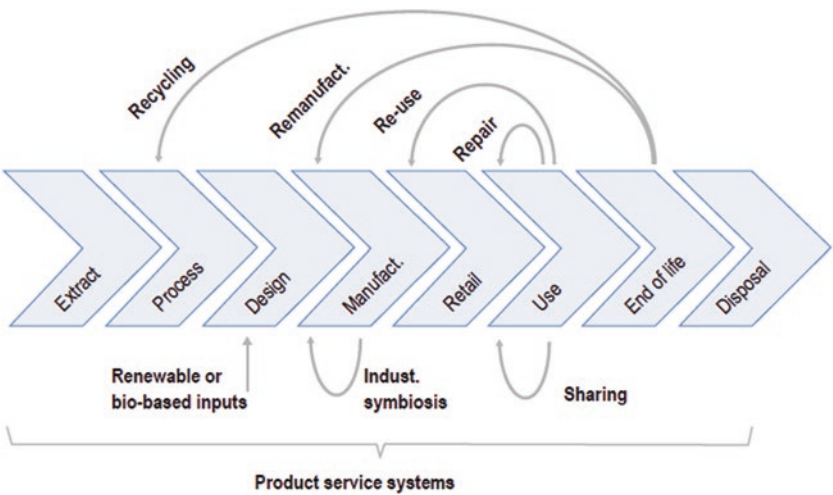 Recycling
Remanufact.
Re-use
Repair
Extract
Process
Design
Manufact.
Retail
Use
End of life
Disposal
Renewable or
bio-based inputs
Indust.
symbiosis
Sharing
Product service systems